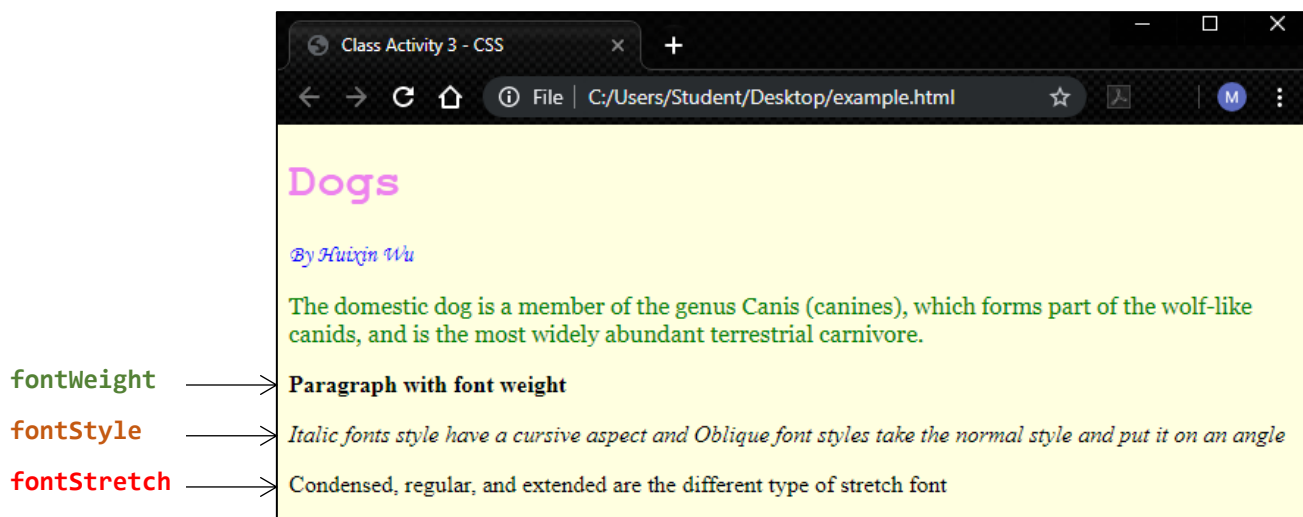 Class Activity 3 - CSS
File C:/Users/Student/Desktop/example.html
M
Dogs
By Huixin Wu
The domestic dog is a member of the genus Canis (canines), which forms part of the wolf-like
canids, and is the most widely abundant terrestrial carnivore.
fontWeight Paragraph with font weight
fontStyle Italic fonts style have a cursive aspect and Oblique font styles take the normal style and put it on an angle
fontStretch Condensed, regular, and extended are the different type of stretch font